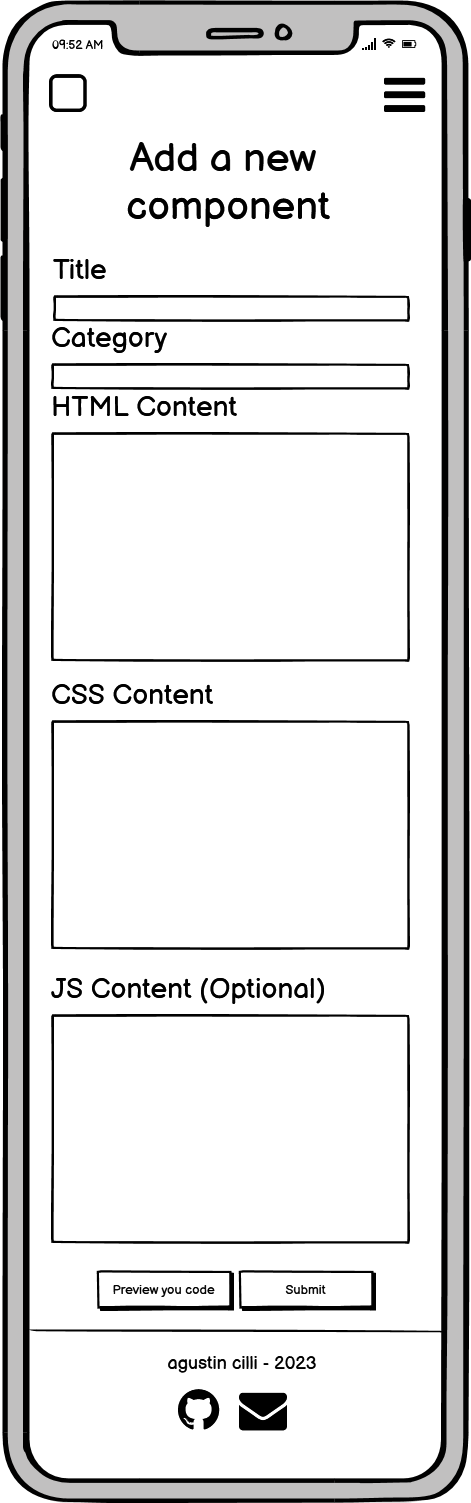 09:52 AM
Add a new
component
Title
Category
HTML Content
CSS Content
JS Content (Optional)
Preview you code
Submit
agustin cilli - 2023